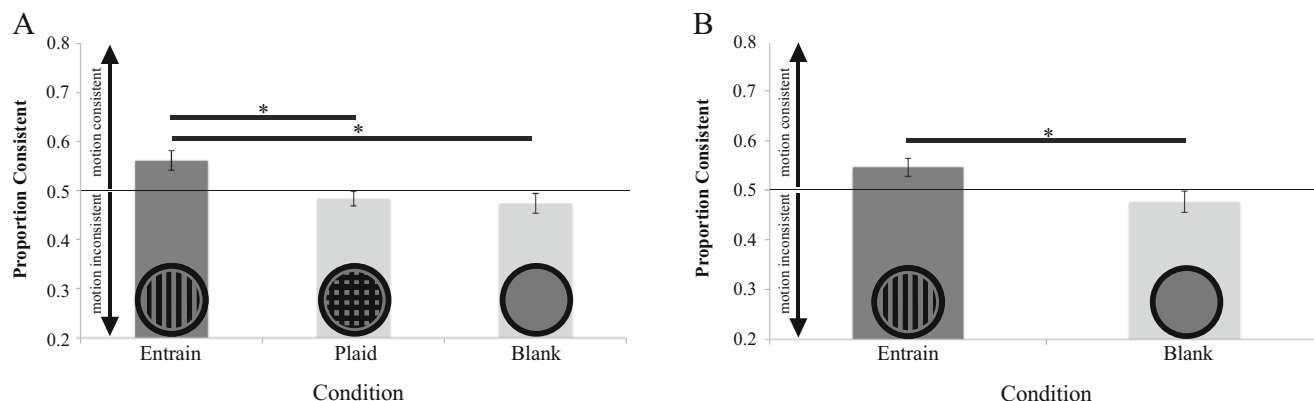 A
Proportion Consistent
0.8
0.7
0.6
0.5
0.4
0.3
0.2
motion consistent
motion inconsistent
*
*
Entrain Plaid Blank
Condition
B
Proportion Consistent
0.8
0.7
0.6
0.5
0.4
0.3
0.2
motion consistent
motion inconsistent
*
Entrain Blank
Condition